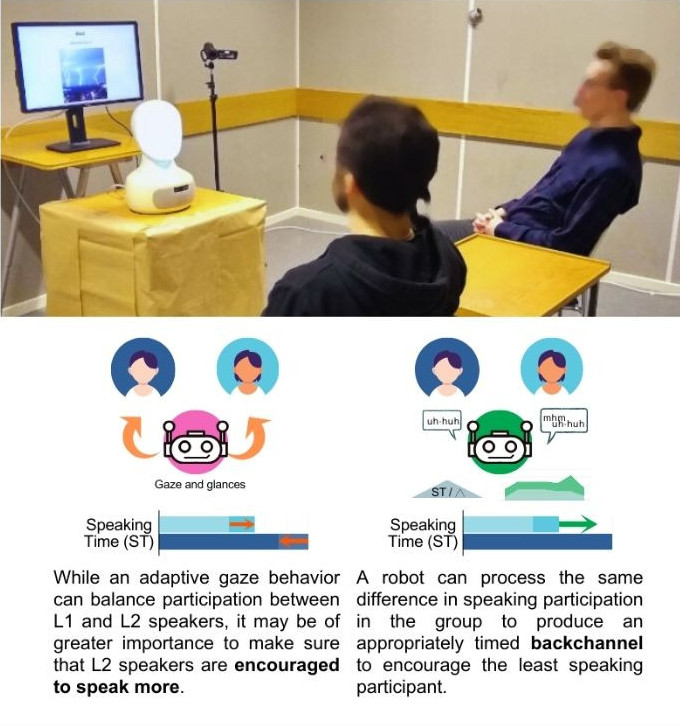 uh-huh
mhm
uh-huh
Gaze and glances
ST /
Speaking
Time (ST)
Speaking
Time (ST)
While an adaptive gaze behavior
can balance participation between
L1 and L2 speakers, it may be of
greater importance to make sure
that L2 speakers are encouraged
to speak more.
A robot can process the same
difference in speaking participation
in the group to produce an
appropriately timed backchannel
to encourage the least speaking
participant.